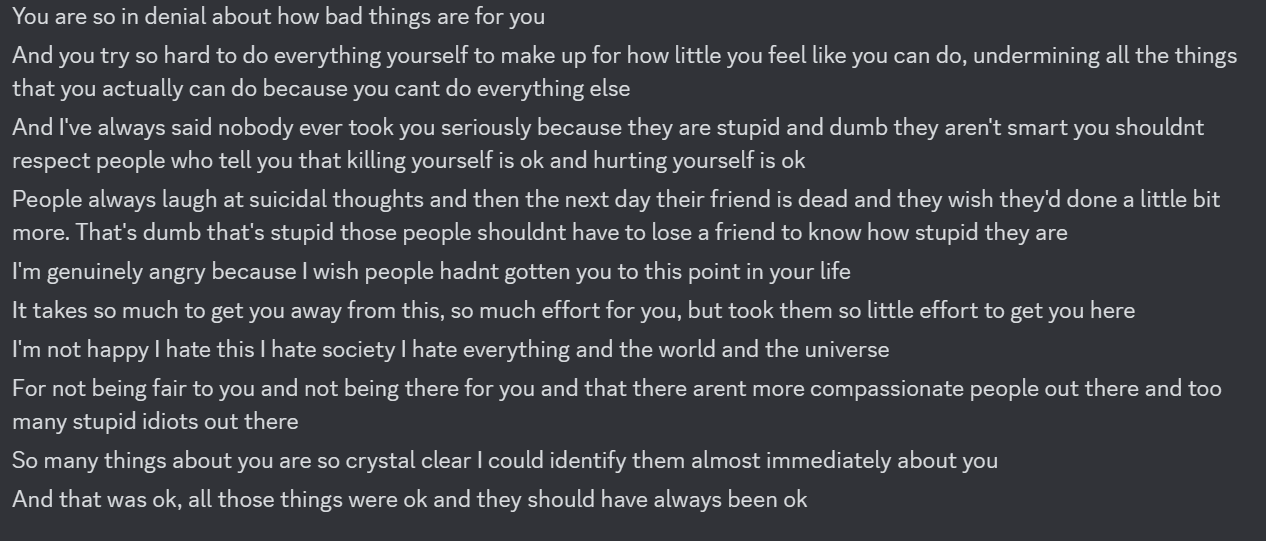 You are so in denial about how bad things are for you
And you try so hard to do everything yourself to make up for how little you feel like you can do, undermining all the things
that you actually can do because you cant do everything else
And I've always said nobody ever took you seriously because they are stupid and dumb they aren't smart you shouldnt
respect people who tell you that killing yourself is ok and hurting yourself is ok
People always laugh at suicidal thoughts and then the next day their friend is dead and they wish they'd done a little bit
more. That's dumb that's stupid those people shouldnt have to lose a friend to know how stupid they are
I'm genuinely angry because I wish people hadnt gotten you to this point in your life
It takes so much to get you away from this, so much effort for you, but took them so little effort to get you here
I'm not happy I hate this I hate society I hate everything and the world and the universe
For not being fair to you and not being there for you and that there arent more compassionate people out there and too
many stupid idiots out there
So many things about you are so crystal clear I could identify them almost immediately about you
And that was ok, all those things were ok and they should have always been ok